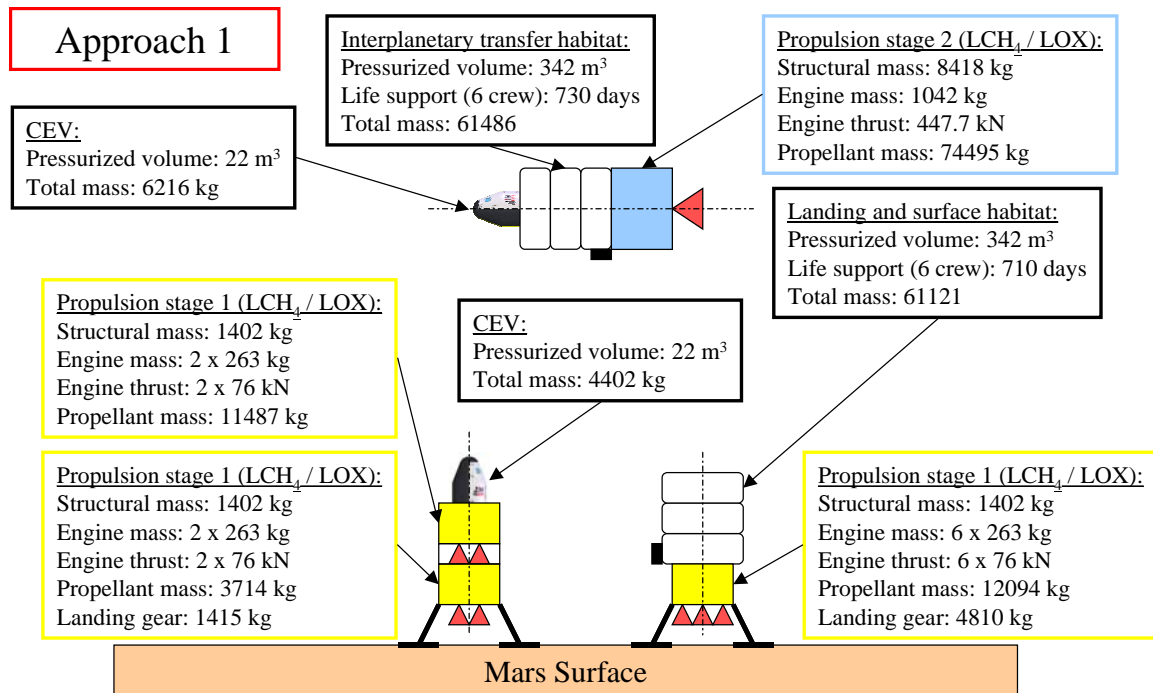 Approach 1
Interplanetary transfer habitat:
Pressurized volume: 342 m³
Life support (6 crew): 730 days
Total mass: 61486
Propulsion stage 2 (LCH₄ / LOX):
Structural mass: 8418 kg
Engine mass: 1042 kg
Engine thrust: 447.7 kN
Propellant mass: 74495 kg
CEV:
Pressurized volume: 22 m³
Total mass: 6216 kg
Landing and surface habitat:
Pressurized volume: 342 m³
Life support (6 crew): 710 days
Total mass: 61121
Propulsion stage 1 (LCH₄ / LOX):
Structural mass: 1402 kg
Engine mass: 2 x 263 kg
Engine thrust: 2 x 76 kN
Propellant mass: 11487 kg
CEV:
Pressurized volume: 22 m³
Total mass: 4402 kg
Propulsion stage 1 (LCH₄ / LOX):
Structural mass: 1402 kg
Engine mass: 2 x 263 kg
Engine thrust: 2 x 76 kN
Propellant mass: 3714 kg
Landing gear: 1415 kg
Propulsion stage 1 (LCH₄ / LOX):
Structural mass: 1402 kg
Engine mass: 6 x 263 kg
Engine thrust: 6 x 76 kN
Propellant mass: 12094 kg
Landing gear: 4810 kg
Mars Surface